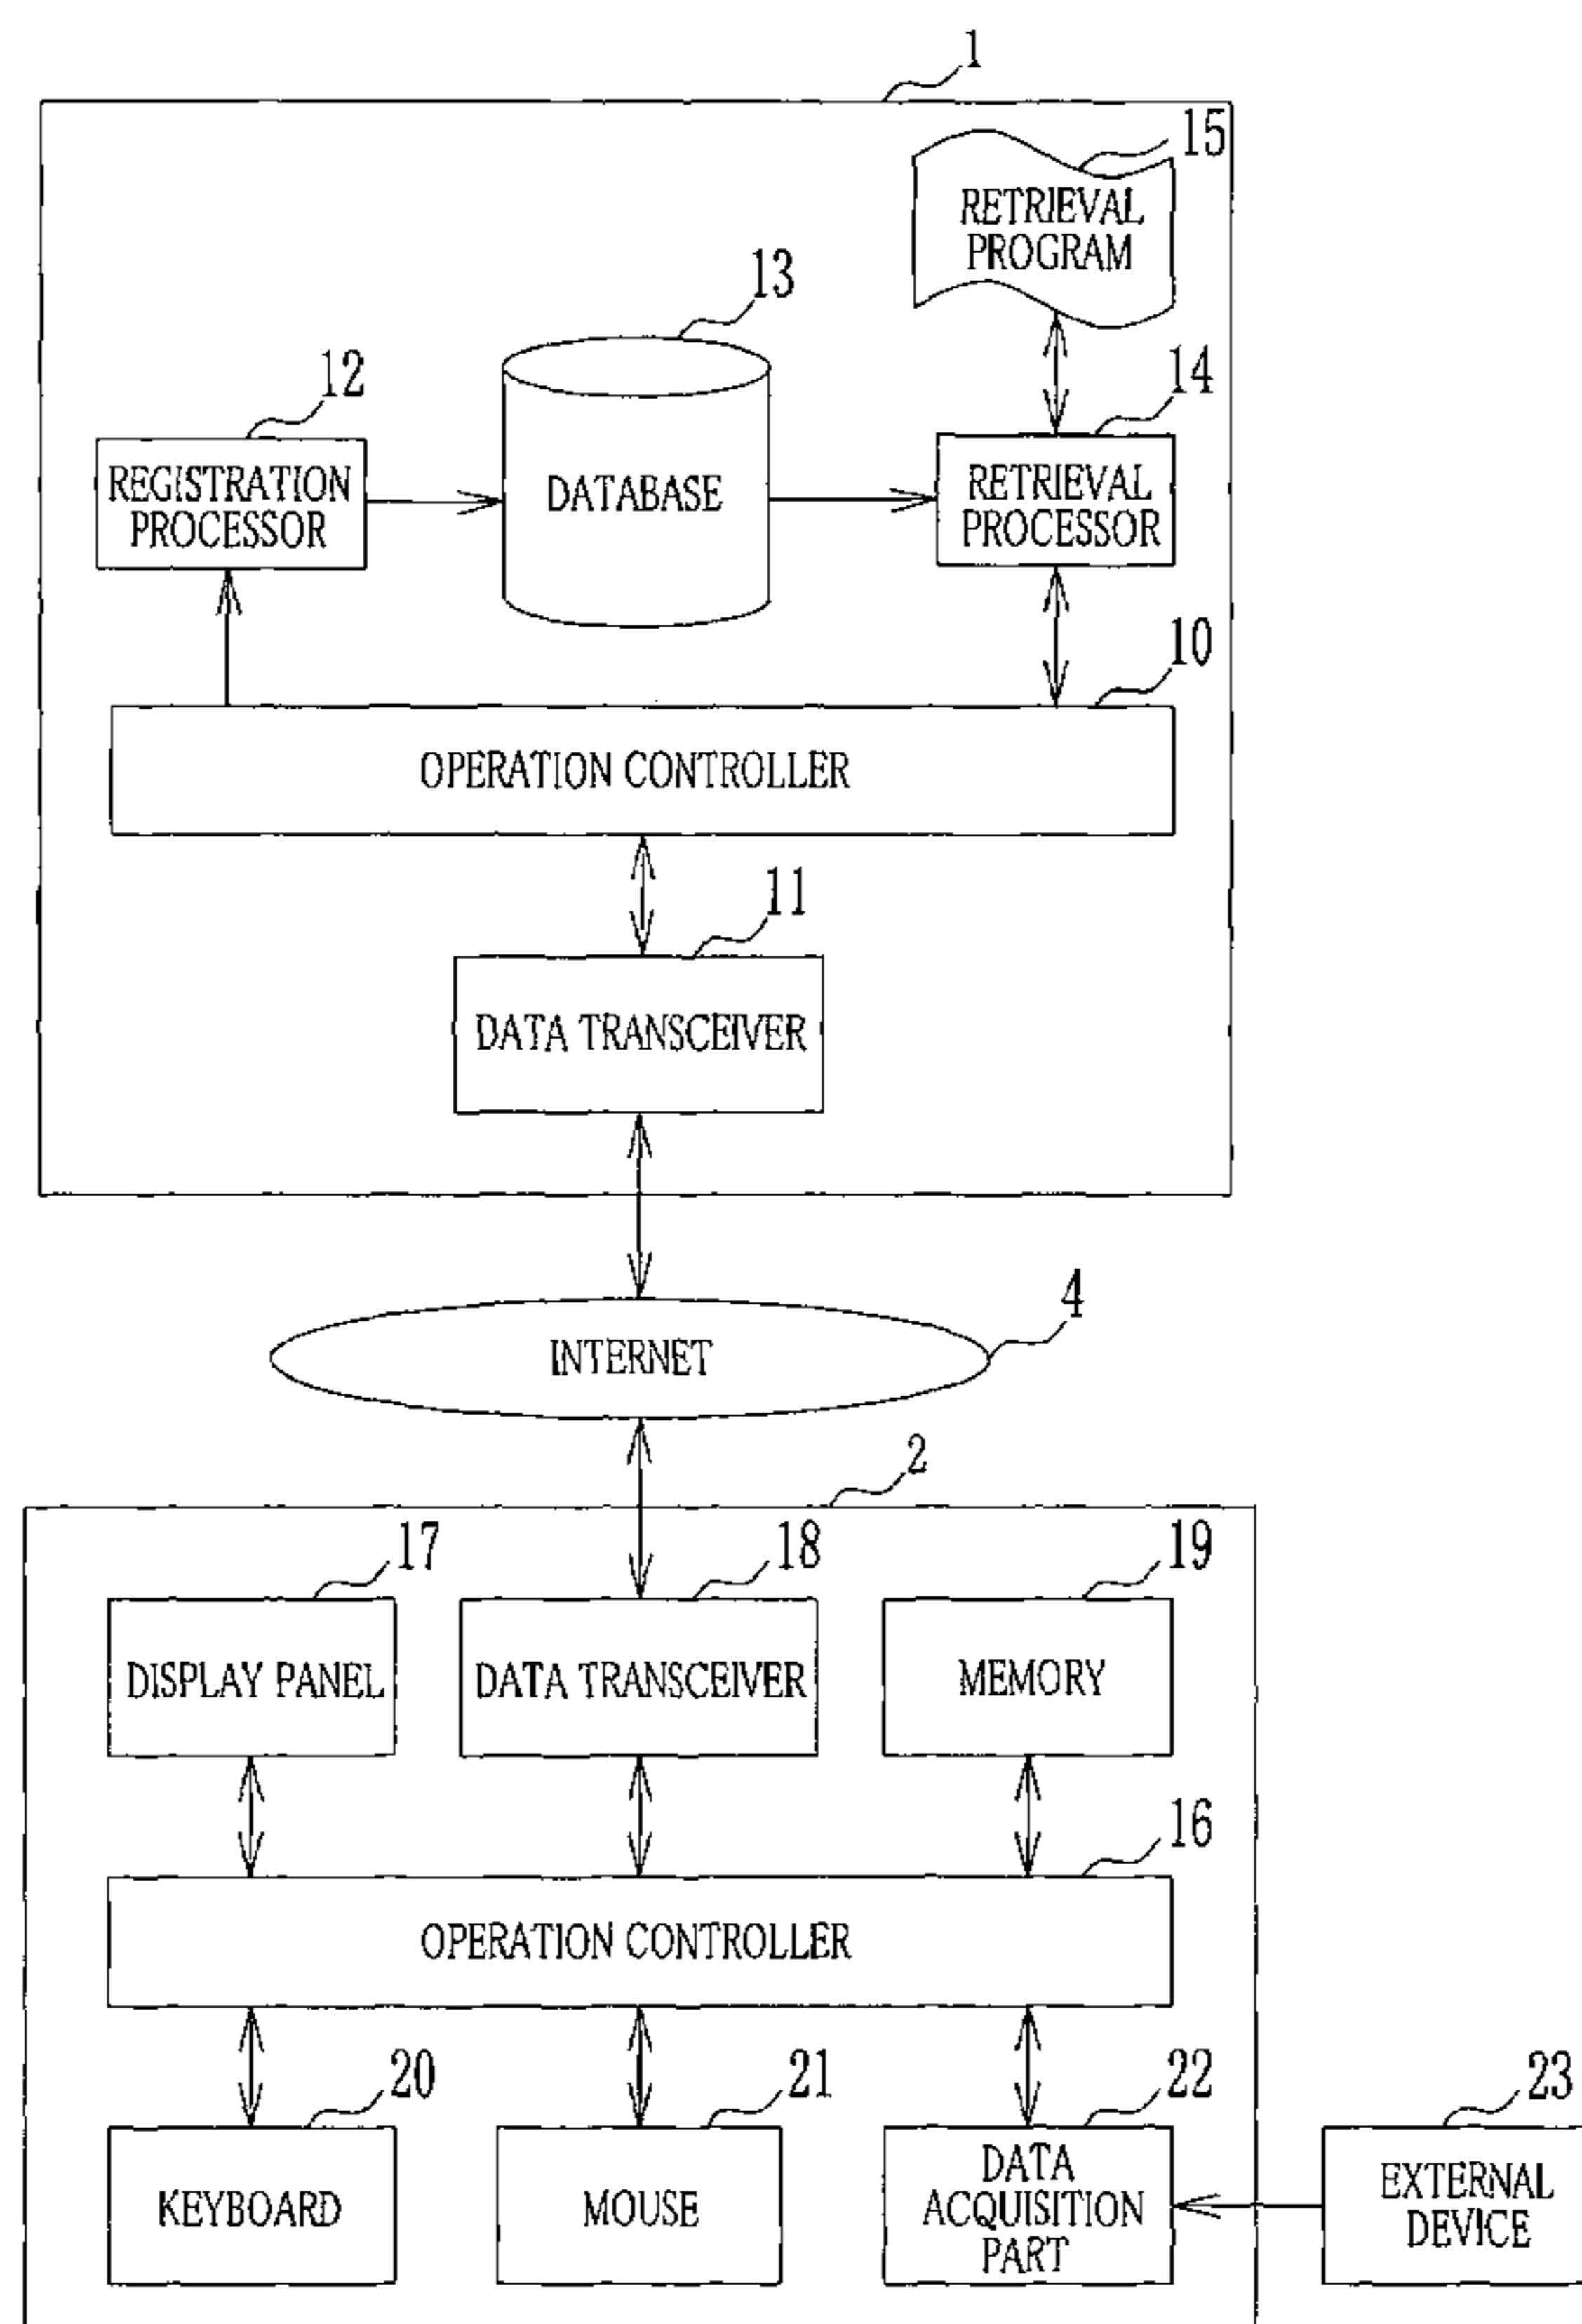 1
15
RETRIEVAL
PROGRAM
13
12
14
REGISTRATION
PROCESSOR
DATABASE
RETRIEVAL
PROCESSOR
10
OPERATION CONTROLLER
11
DATA TRANSCEIVER
4
INTERNET
2
17
18
19
DISPLAY PANEL
DATA TRANSCEIVER
MEMORY
16
OPERATION CONTROLLER
20
21
22
23
KEYBOARD
MOUSE
DATA
ACQUISITION
PART
EXTERNAL
DEVICE